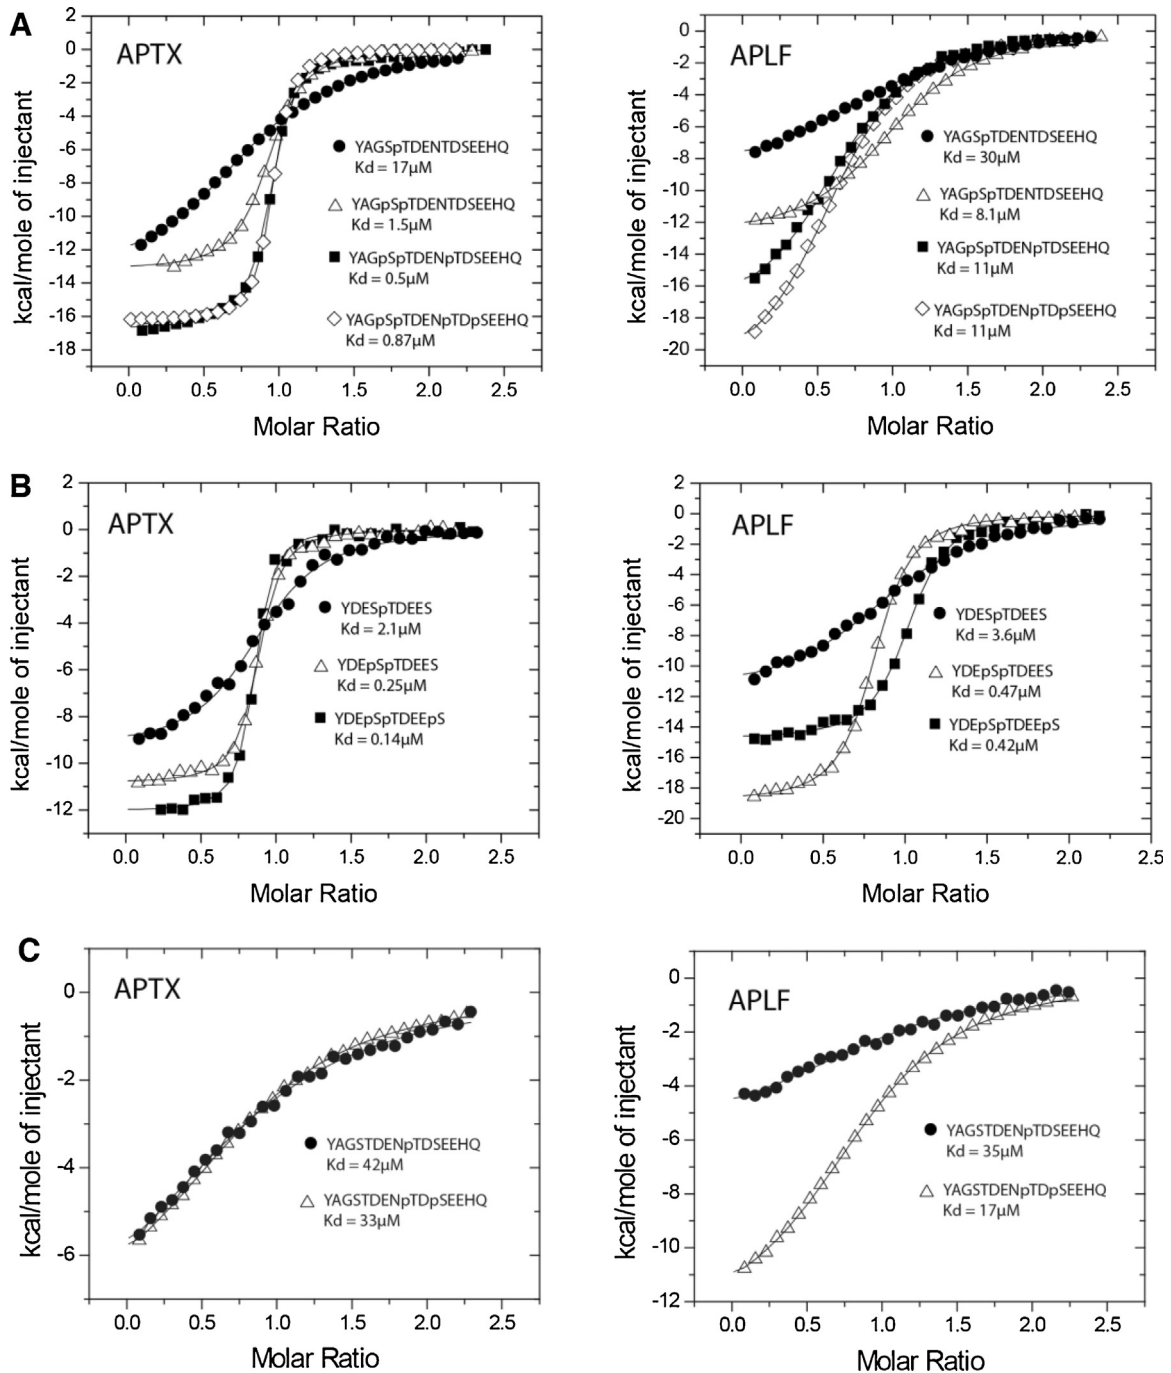 A
APTX
kcal/mole of injectant
2
0
-2
-4
-6
-8
-10
-12
-14
-16
-18
YAGSpTDENTDSEEHQ
Kd = 17μM
YAGpSpTDENTDSEEHQ
Kd = 1.5μM
YAGpSpTDENpTDSEEHQ
Kd = 0.5μM
YAGpSpTDENpTDpSEEHQ
Kd = 0.87μM
0.0 0.5 1.0 1.5 2.0 2.5
Molar Ratio
APLF
kcal/mole of injectant
0
-2
-4
-6
-8
-10
-12
-14
-16
-18
-20
YAGSpTDENTDSEEHQ
Kd = 30μM
YAGpSpTDENTDSEEHQ
Kd = 8.1μM
YAGpSpTDENpTDSEEHQ
Kd = 11μM
YAGpSpTDENpTDpSEEHQ
Kd = 11μM
0.0 0.5 1.0 1.5 2.0 2.5
Molar Ratio
B
APTX
kcal/mole of injectant
2
0
-2
-4
-6
-8
-10
-12
YDESpTDEES
Kd = 2.1μM
YDEpSpTDEES
Kd = 0.25μM
YDEpSpTDEEpS
Kd = 0.14μM
0.0 0.5 1.0 1.5 2.0 2.5
Molar Ratio
APLF
kcal/mole of injectant
2
0
-2
-4
-6
-8
-10
-12
-14
-16
-18
-20
YDESpTDEES
Kd = 3.6μM
YDEpSpTDEES
Kd = 0.47μM
YDEpSpTDEEpS
Kd = 0.42μM
0.0 0.5 1.0 1.5 2.0 2.5
Molar Ratio
C
APTX
kcal/mole of injectant
0
-2
-4
-6
YAGSTDENpTDSEEHQ
Kd = 42μM
YAGSTDENpTDpSEEHQ
Kd = 33μM
0.0 0.5 1.0 1.5 2.0 2.5
Molar Ratio
APLF
kcal/mole of injectant
0
-2
-4
-6
-8
-10
-12
YAGSTDENpTDSEEHQ
Kd = 35μM
YAGSTDENpTDpSEEHQ
Kd = 17μM
0.0 0.5 1.0 1.5 2.0 2.5
Molar Ratio